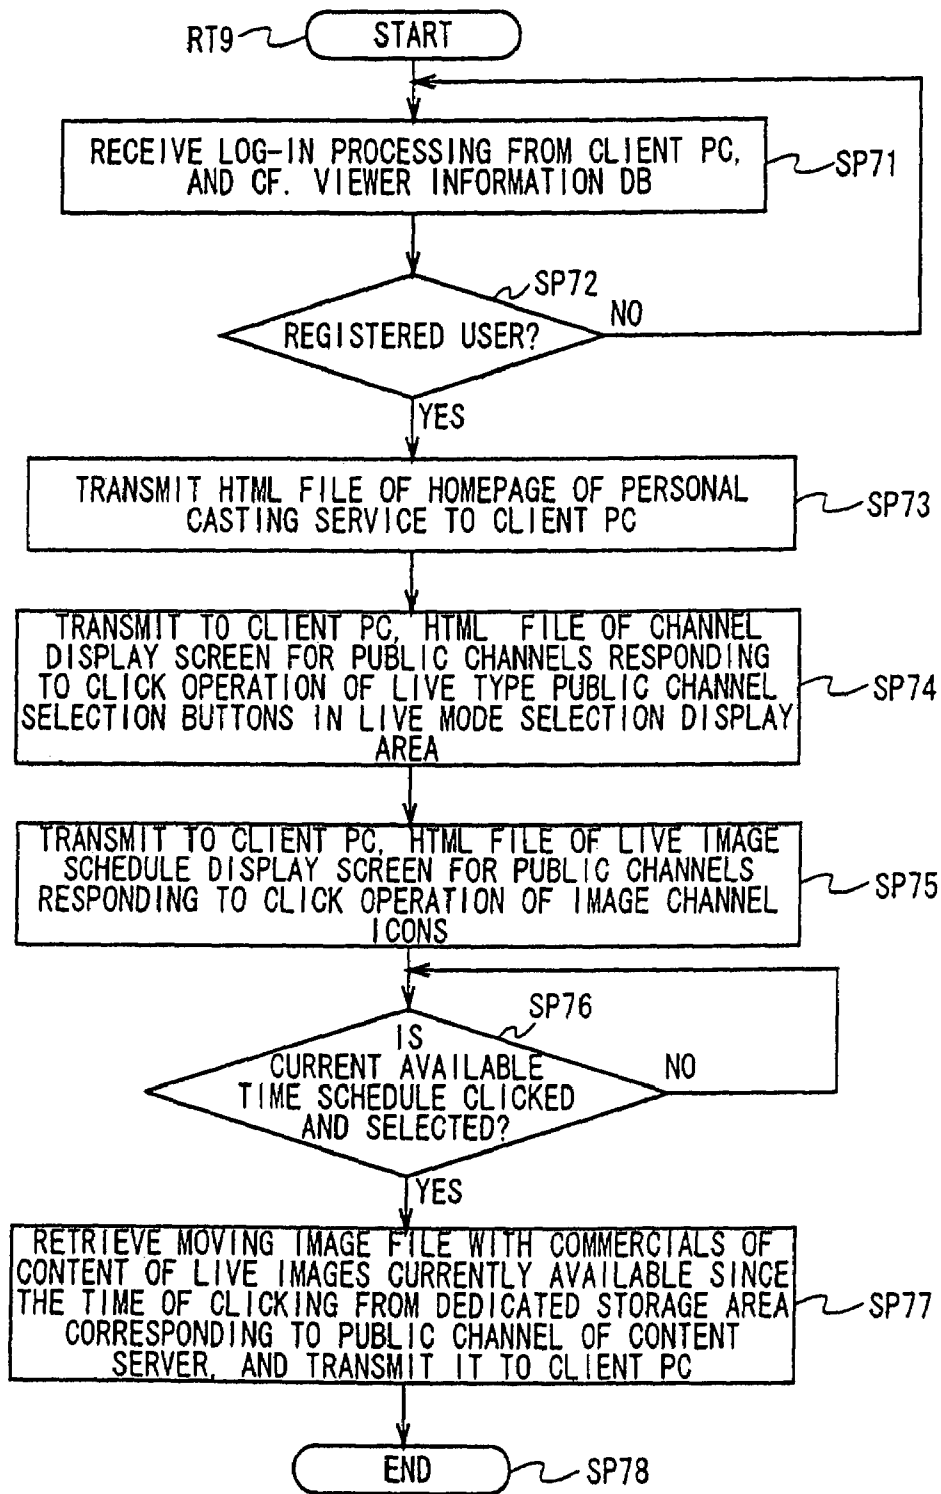 RT9
START
RECEIVE LOG-IN PROCESSING FROM CLIENT PC,
AND CF. VIEWER INFORMATION DB
SP71
SP72
REGISTERED USER?
NO
YES
TRANSMIT HTML FILE OF HOMEPAGE OF PERSONAL
CASTING SERVICE TO CLIENT PC
SP73
TRANSMIT TO CLIENT PC, HTML FILE OF CHANNEL
DISPLAY SCREEN FOR PUBLIC CHANNELS RESPONDING
TO CLICK OPERATION OF LIVE TYPE PUBLIC CHANNEL
SELECTION BUTTONS IN LIVE MODE SELECTION DISPLAY
AREA
SP74
TRANSMIT TO CLIENT PC, HTML FILE OF LIVE IMAGE
SCHEDULE DISPLAY SCREEN FOR PUBLIC CHANNELS
RESPONDING TO CLICK OPERATION OF IMAGE CHANNEL
ICONS
SP75
SP76
IS
CURRENT AVAILABLE
TIME SCHEDULE CLICKED
AND SELECTED?
NO
YES
RETRIEVE MOVING IMAGE FILE WITH COMMERCIALS OF
CONTENT OF LIVE IMAGES CURRENTLY AVAILABLE SINCE
THE TIME OF CLICKING FROM DEDICATED STORAGE AREA
CORRESPONDING TO PUBLIC CHANNEL OF CONTENT
SERVER, AND TRANSMIT IT TO CLIENT PC
SP77
END
SP78